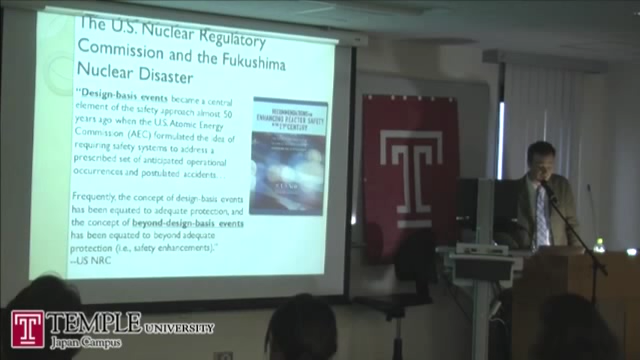 The U.S. Nuclear Regulatory
Commission and the Fukushima
Nuclear Disaster
"Design-basis events became a central
element of the safety approach almost 50
years ago when the U.S. Atomic Energy
Commission (AEC) formulated the idea of
requiring safety systems to address a
prescribed set of anticipated operational
occurrences and postulated accidents. . .
Frequently, the concept of design-basis events
has been equated to adequate protection, and
the concept of beyond-design-basis events
has been equated to beyond adequate
protection (i.e., safety enhancements)."
--US NRC
RECOMMENDATIONS FOR
ENHANCING REACTOR SAFETY
IN THE 21ST CENTURY
T
T
TEMPLE UNIVERSITY
Japan Campus